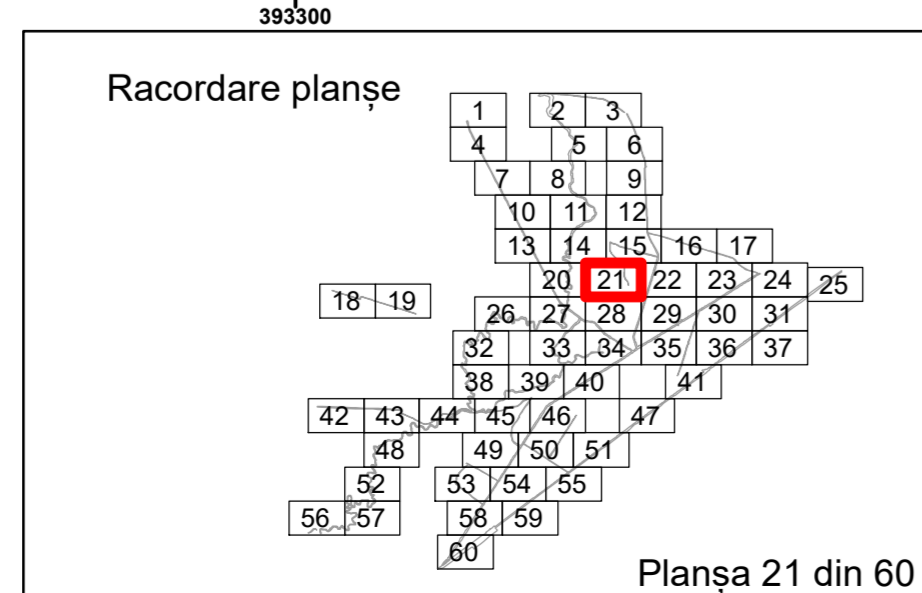 393300
Racordare planșe
1 2 3
4 5 6
7 8 9
10 11 12
13 14 15 16 17
20 21 22 23 24 25
18 19
26 27 28 29 30 31
32 33 34 35 36 37
38 39 40 41
42 43 44 45 46 47
48 49 50 51
52 53 54 55
56 57 58 59
60
Planșa 21 din 60